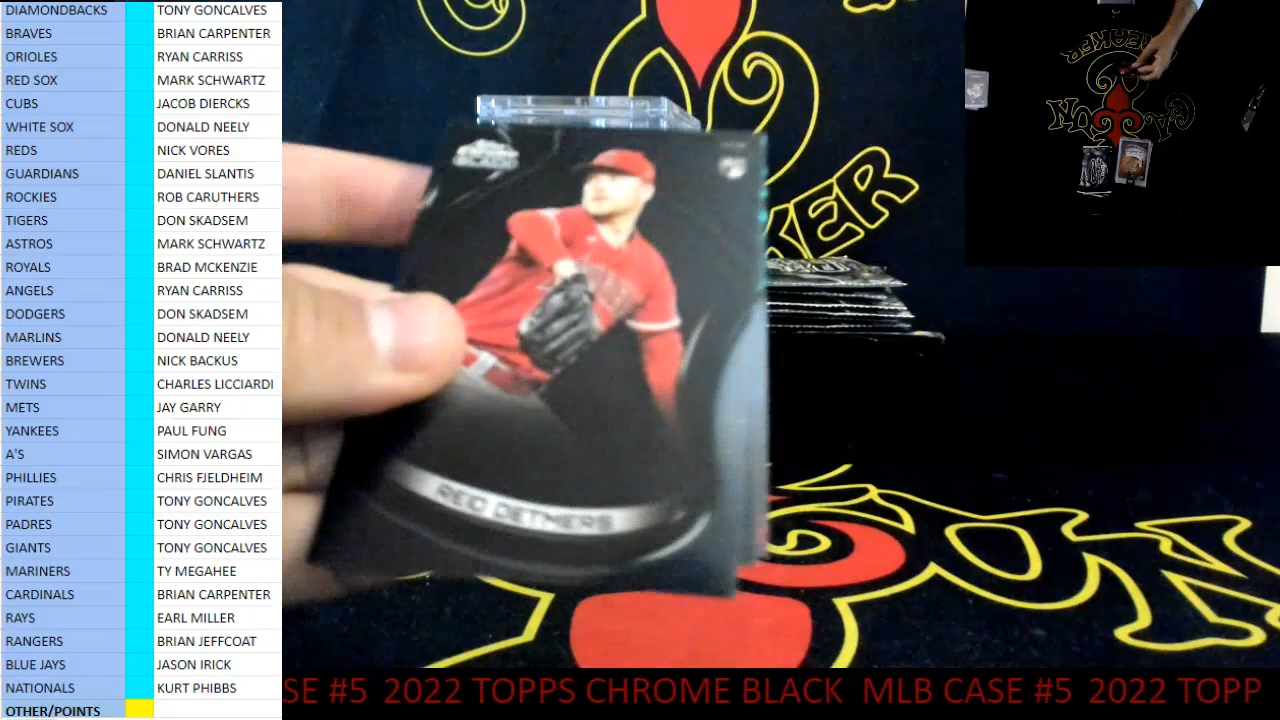 DIAMONDBACKS TONY GONCALVES
BRAVES BRIAN CARPENTER
ORIOLES RYAN CARRISS
RED SOX MARK SCHWARTZ
CUBS JACOB DIERCKS
WHITE SOX DONALD NEELY
REDS NICK VORES
GUARDIANS DANIEL SLANTIS
ROCKIES ROB CARUTHERS
TIGERS DON SKADSEM
ASTROS MARK SCHWARTZ
ROYALS BRAD MCKENZIE
ANGELS RYAN CARRISS
DODGERS DON SKADSEM
MARLINS DONALD NEELY
BREWERS NICK BACKUS
TWINS CHARLES LICCIARDI
METS JAY GARRY
YANKEES PAUL FUNG
A'S SIMON VARGAS
PHILLIES CHRIS FJELDHEIM
PIRATES TONY GONCALVES
PADRES TONY GONCALVES
GIANTS TONY GONCALVES
MARINERS TY MEGAHEE
CARDINALS BRIAN CARPENTER
RAYS EARL MILLER
RANGERS BRIAN JEFFCOAT
BLUE JAYS JASON IRICK
NATIONALS KURT PHIBBS
OTHER/POINTS
REID DETMERS
KER
ON
SE #5 2022 TOPPS CHROME BLACK MLB CASE #5 2022 TOPP